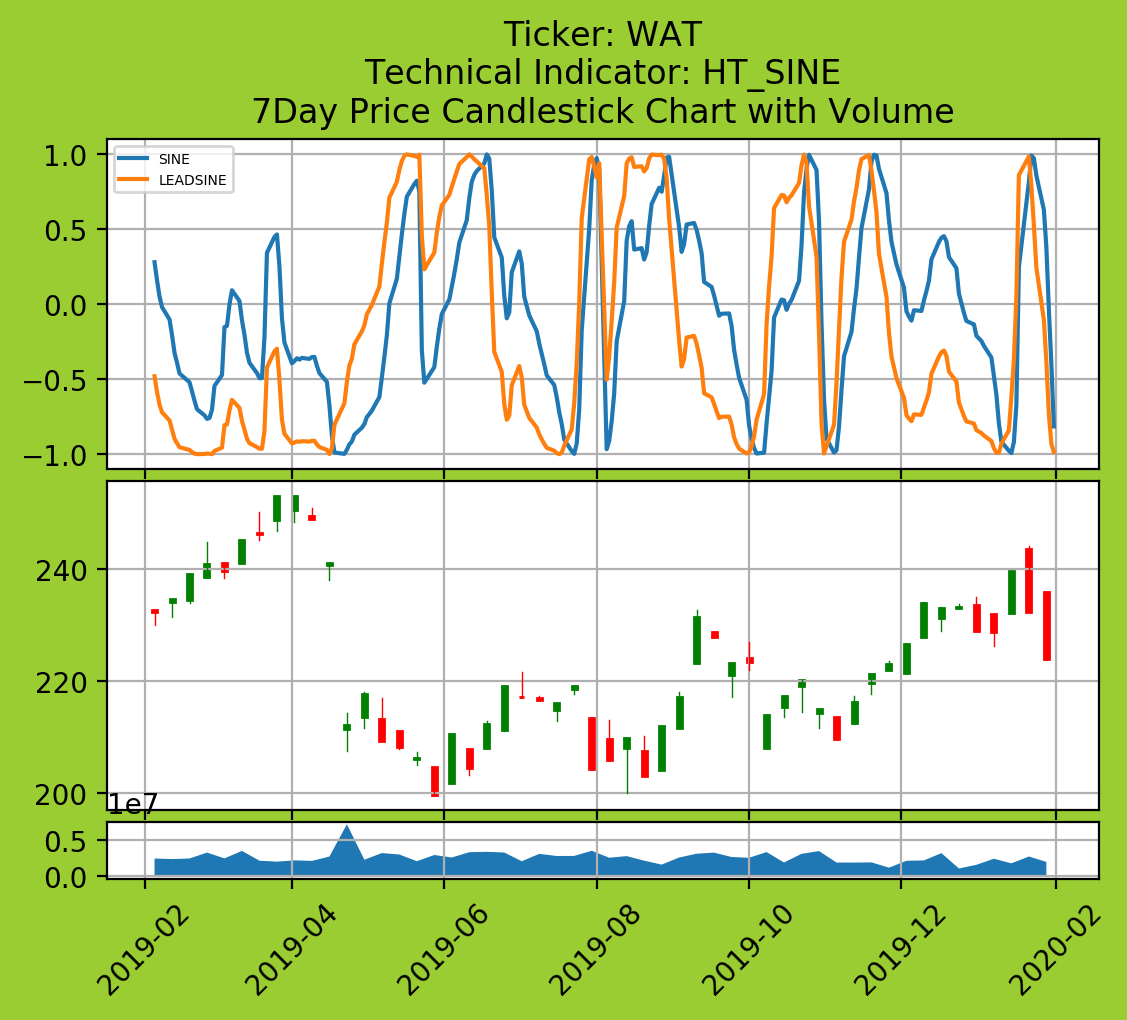 Ticker: WAT
Technical Indicator: HT_SINE
7Day Price Candlestick Chart with Volume
SINE
LEADSINE
1.0
0.5
0.0
−0.5
−1.0
240
220
200
1e7
0.5
0.0
2019-02
2019-04
2019-06
2019-08
2019-10
2019-12
2020-02